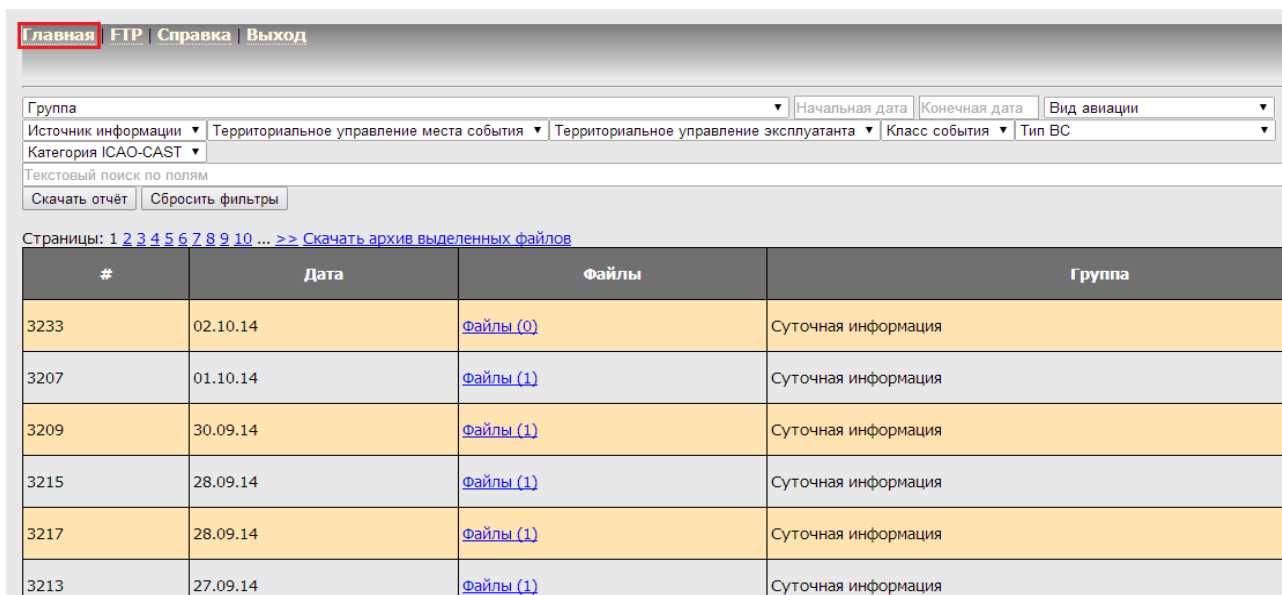 Главная | FTP | Справка | Выход
Группа Начальная дата Конечная дата Вид авиации
Источник информации Территориальное управление места события Территориальное управление эксплуатанта Класс события Тип ВС
Категория ICAO-CAST
Текстовый поиск по полям
Скачать отчёт Сбросить фильтры
Страницы: 1 2 3 4 5 6 7 8 9 10 ... >> Скачать архив выделенных файлов
# Дата Файлы Группа
3233 02.10.14 Файлы (0) Суточная информация
3207 01.10.14 Файлы (1) Суточная информация
3209 30.09.14 Файлы (1) Суточная информация
3215 28.09.14 Файлы (1) Суточная информация
3217 28.09.14 Файлы (1) Суточная информация
3213 27.09.14 Файлы (1) Суточная информация